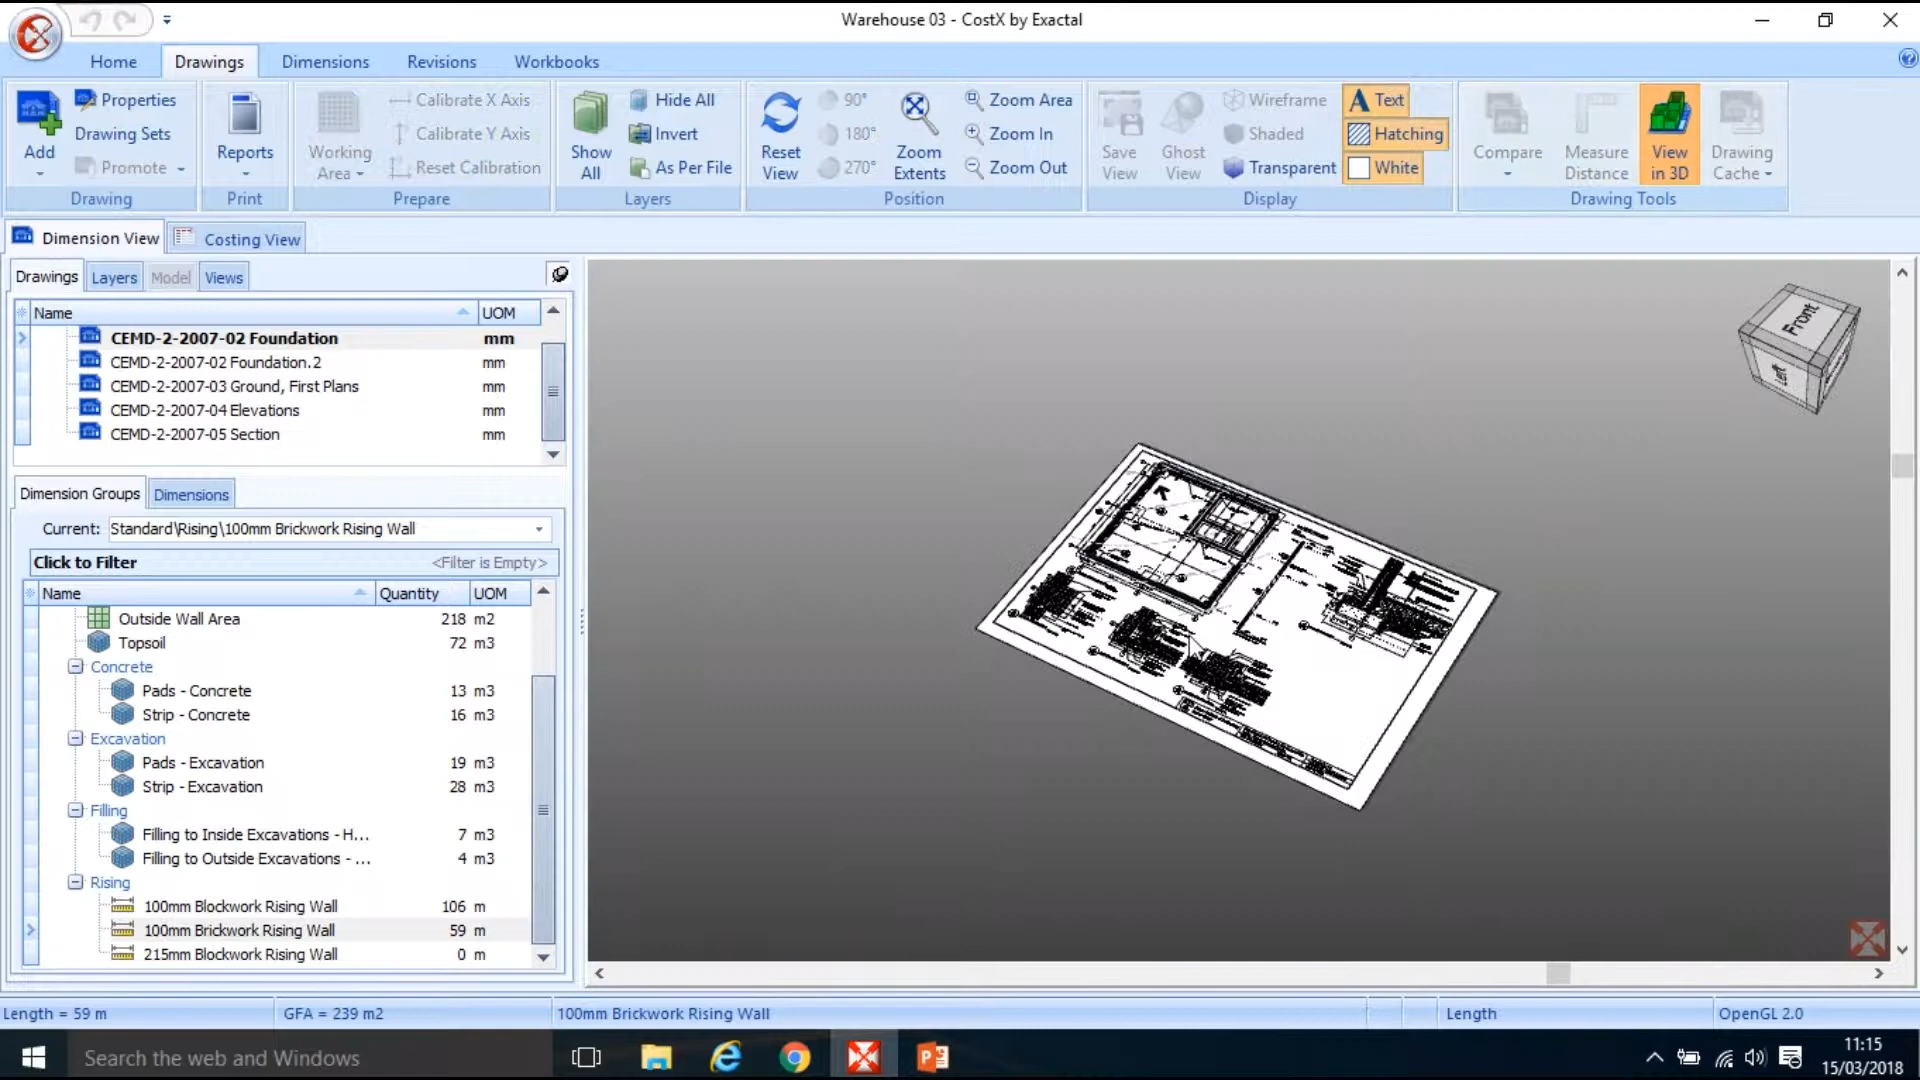 Warehouse 03 - CostX by Exactal
Home
Drawings
Dimensions
Revisions
Workbooks
Add
Properties
Drawing Sets
Promote
Drawing
Reports
Print
Working Area
Calibrate X Axis
Calibrate Y Axis
Reset Calibration
Prepare
Show All
Hide All
Invert
As Per File
Layers
Reset View
90°
180°
270°
Zoom Extents
Zoom Area
Zoom In
Zoom Out
Position
Save View
Ghost View
Wireframe
Shaded
Transparent
Text
Hatching
White
Display
Compare
Measure Distance
View in 3D
Drawing Cache
Drawing Tools
Dimension View
Costing View
Drawings
Layers
Model
Views
Name UOM
CEMD-2-2007-02 Foundation mm
CEMD-2-2007-02 Foundation.2 mm
CEMD-2-2007-03 Ground, First Plans mm
CEMD-2-2007-04 Elevations mm
CEMD-2-2007-05 Section mm
Dimension Groups
Dimensions
Current: Standard\Rising\100mm Brickwork Rising Wall
Click to Filter <Filter is Empty>
Name Quantity UOM
Outside Wall Area 218 m2
Topsoil 72 m3
Concrete
Pads - Concrete 13 m3
Strip - Concrete 16 m3
Excavation
Pads - Excavation 19 m3
Strip - Excavation 28 m3
Filling
Filling to Inside Excavations - H... 7 m3
Filling to Outside Excavations - ... 4 m3
Rising
100mm Blockwork Rising Wall 106 m
100mm Brickwork Rising Wall 59 m
215mm Blockwork Rising Wall 0 m
Front
Left
Length = 59 m
GFA = 239 m2
100mm Brickwork Rising Wall
Length
OpenGL 2.0
Search the web and Windows
11:15
15/03/2018